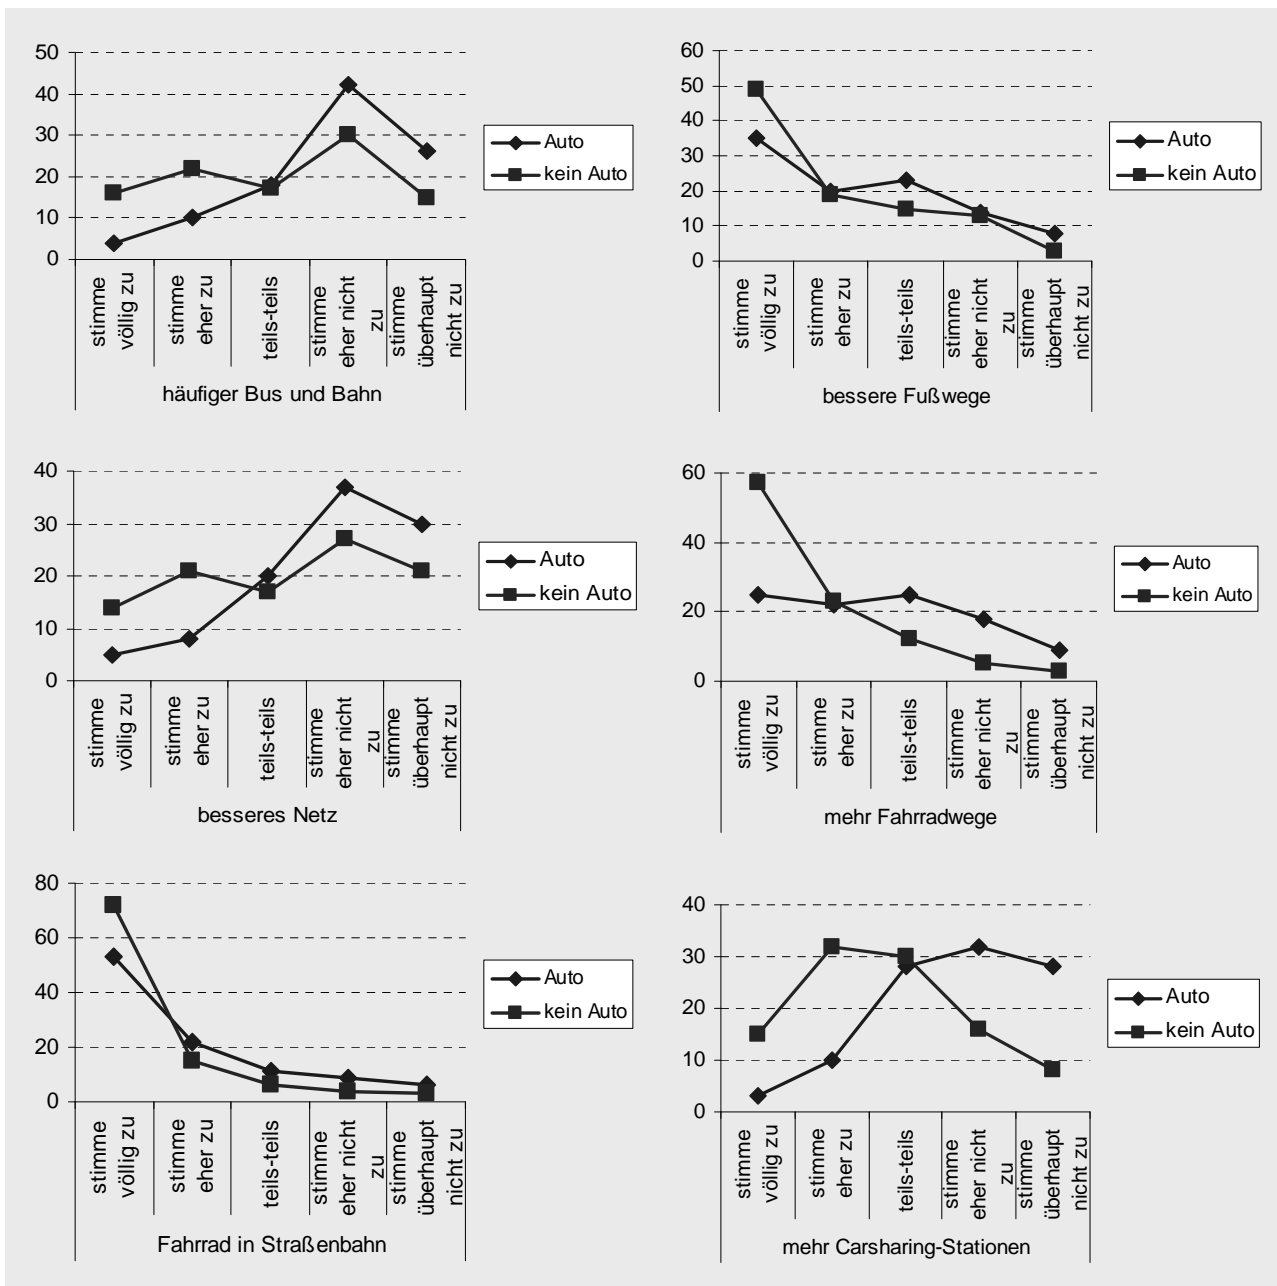 50
40
30
20
10
0
stimme
völlig zu
stimme
eher zu
teils-teils
stimme
eher nicht
zu
stimme
überhaupt
nicht zu
häufiger Bus und Bahn
Auto
kein Auto
60
50
40
30
20
10
0
stimme
völlig zu
stimme
eher zu
teils-teils
stimme
eher nicht
zu
stimme
überhaupt
nicht zu
bessere Fußwege
Auto
kein Auto
40
30
20
10
0
stimme
völlig zu
stimme
eher zu
teils-teils
stimme
eher nicht
zu
stimme
überhaupt
nicht zu
besseres Netz
Auto
kein Auto
60
40
20
0
stimme
völlig zu
stimme
eher zu
teils-teils
stimme
eher nicht
zu
stimme
überhaupt
nicht zu
mehr Fahrradwege
Auto
kein Auto
80
60
40
20
0
stimme
völlig zu
stimme
eher zu
teils-teils
stimme
eher nicht
zu
stimme
überhaupt
nicht zu
Fahrrad in Straßenbahn
Auto
kein Auto
40
30
20
10
0
stimme
völlig zu
stimme
eher zu
teils-teils
stimme
eher nicht
zu
stimme
überhaupt
nicht zu
mehr Carsharing-Stationen
Auto
kein Auto